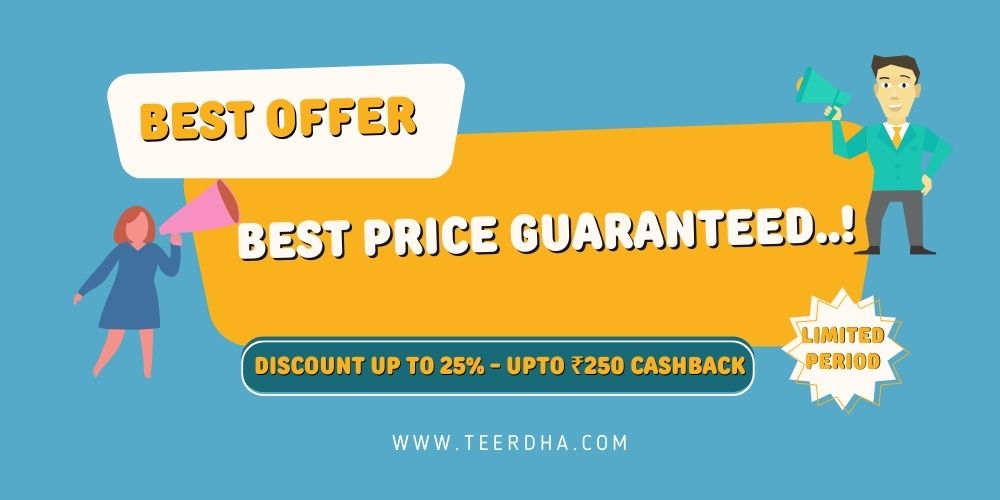 BEST OFFER
BEST PRICE GUARANTEED..!
LIMITED
PERIOD
DISCOUNT UP TO 25% - UPTO ₹250 CASHBACK
WWW.TEERDHA.COM